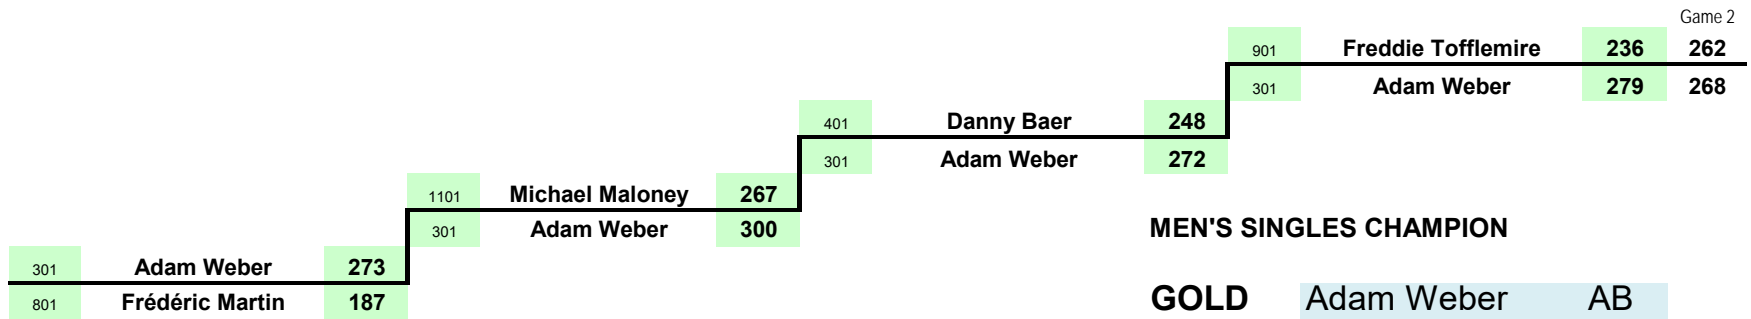 Game 2
901 Freddie Tofflemire 236 262
301 Adam Weber 279 268
401 Danny Baer 248
301 Adam Weber 272
1101 Michael Maloney 267
301 Adam Weber 300
MEN'S SINGLES CHAMPION
301 Adam Weber 273
801 Frédéric Martin 187
GOLD Adam Weber AB